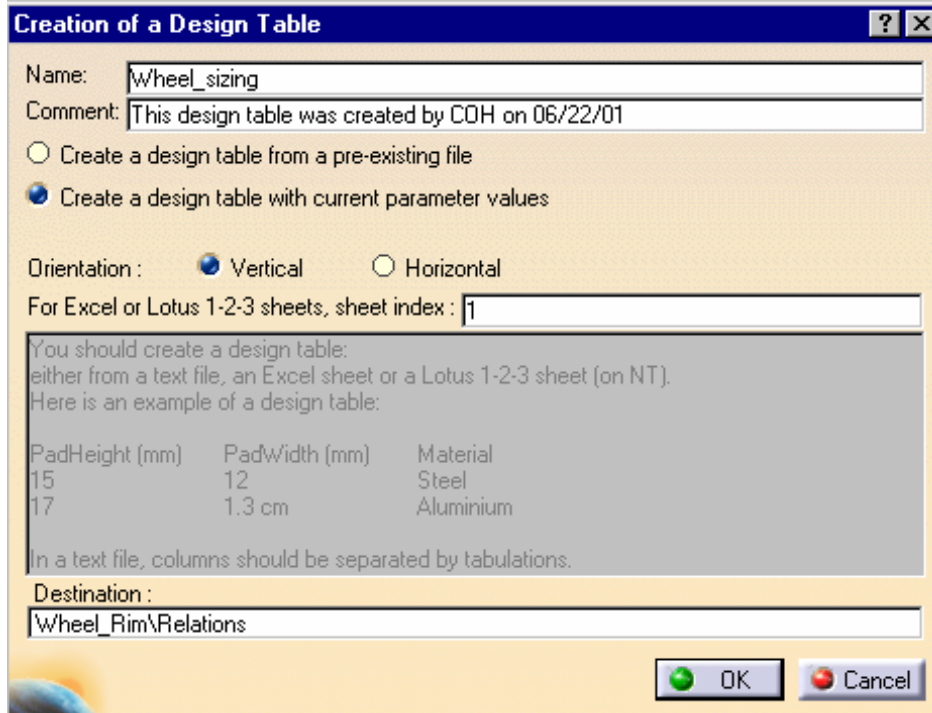 Creation of a Design Table ? X
Name: Wheel_sizing
Comment: This design table was created by COH on 06/22/01
Create a design table from a pre-existing file
Create a design table with current parameter values
Orientation : Vertical Horizontal
For Excel or Lotus 1-2-3 sheets, sheet index : 1
You should create a design table:
either from a text file, an Excel sheet or a Lotus 1-2-3 sheet (on NT).
Here is an example of a design table:
PadHeight (mm) PadWidth (mm) Material
15 12 Steel
17 1.3 cm Aluminium
In a text file, columns should be separated by tabulations.
Destination :
Wheel_Rim\Relations
OK Cancel